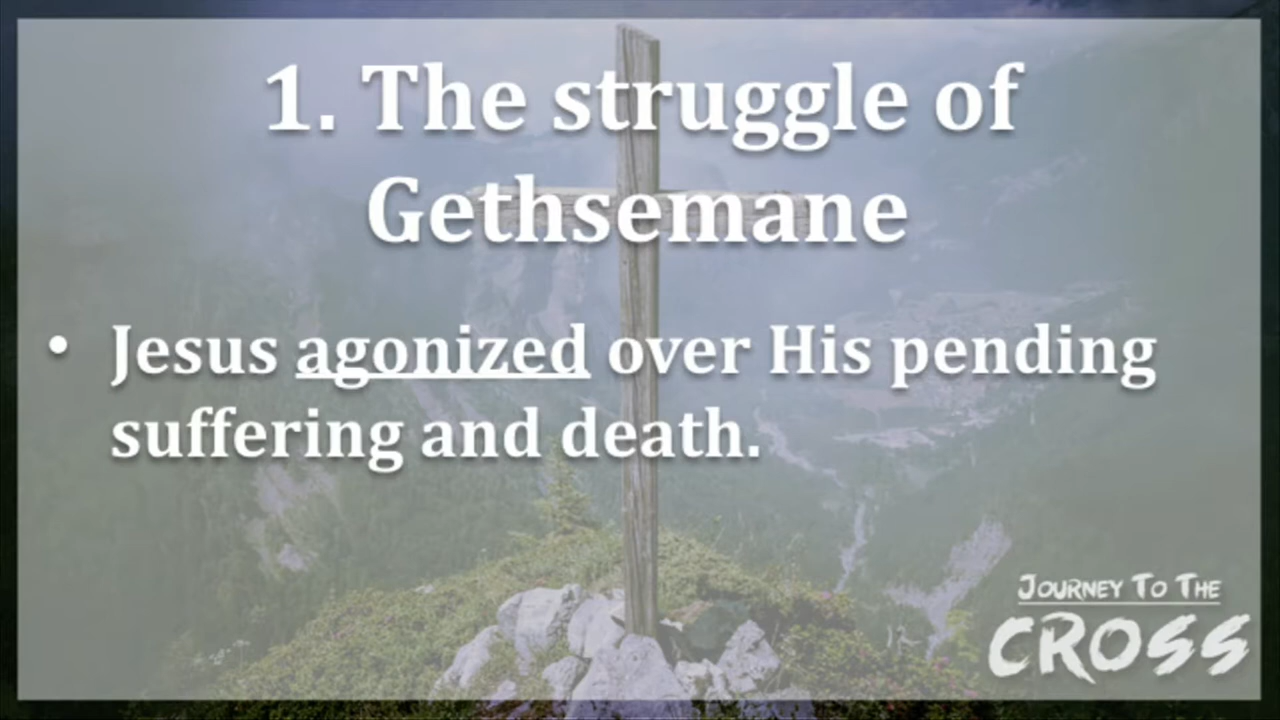 1. The struggle of
Gethsemane
• Jesus agonized over His pending
suffering and death.
JOURNEY TO THE
CROSS